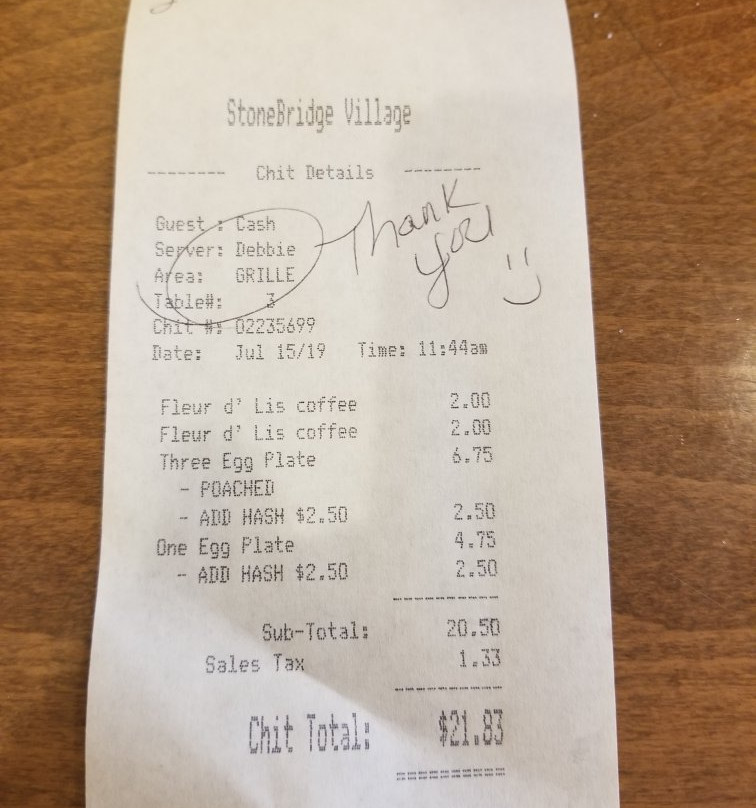 StoneBridge Village
-------- Chit Details --------
Guest : Cash
Server: Debbie
Area: GRILLE
Table#: 3
Thank
you
Chit #: 02235699
Date: Jul 15/19 Time: 11:44am
Fleur d' Lis coffee 2.00
Fleur d' Lis coffee 2.00
Three Egg Plate 6.75
- POACHED
- ADD HASH $2.50 2.50
One Egg Plate 4.75
- ADD HASH $2.50 2.50
Sub-Total: 20.50
Sales Tax 1.33
Chit Total: $21.83